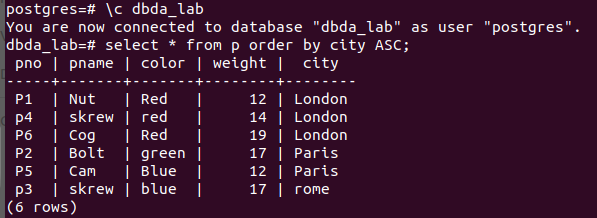 postgres=# \c dbda_lab
You are now connected to database "dbda_lab" as user "postgres".
dbda_lab=# select * from p order by city ASC;
 pno | pname | color | weight |  city
-----+-------+-------+--------+--------
 P1  | Nut   | Red   |     12 | London
 p4  | skrew | red   |     14 | London
 P6  | Cog   | Red   |     19 | London
 P2  | Bolt  | green |     17 | Paris
 P5  | Cam   | Blue  |     12 | Paris
 p3  | skrew | blue  |     17 | rome
(6 rows)